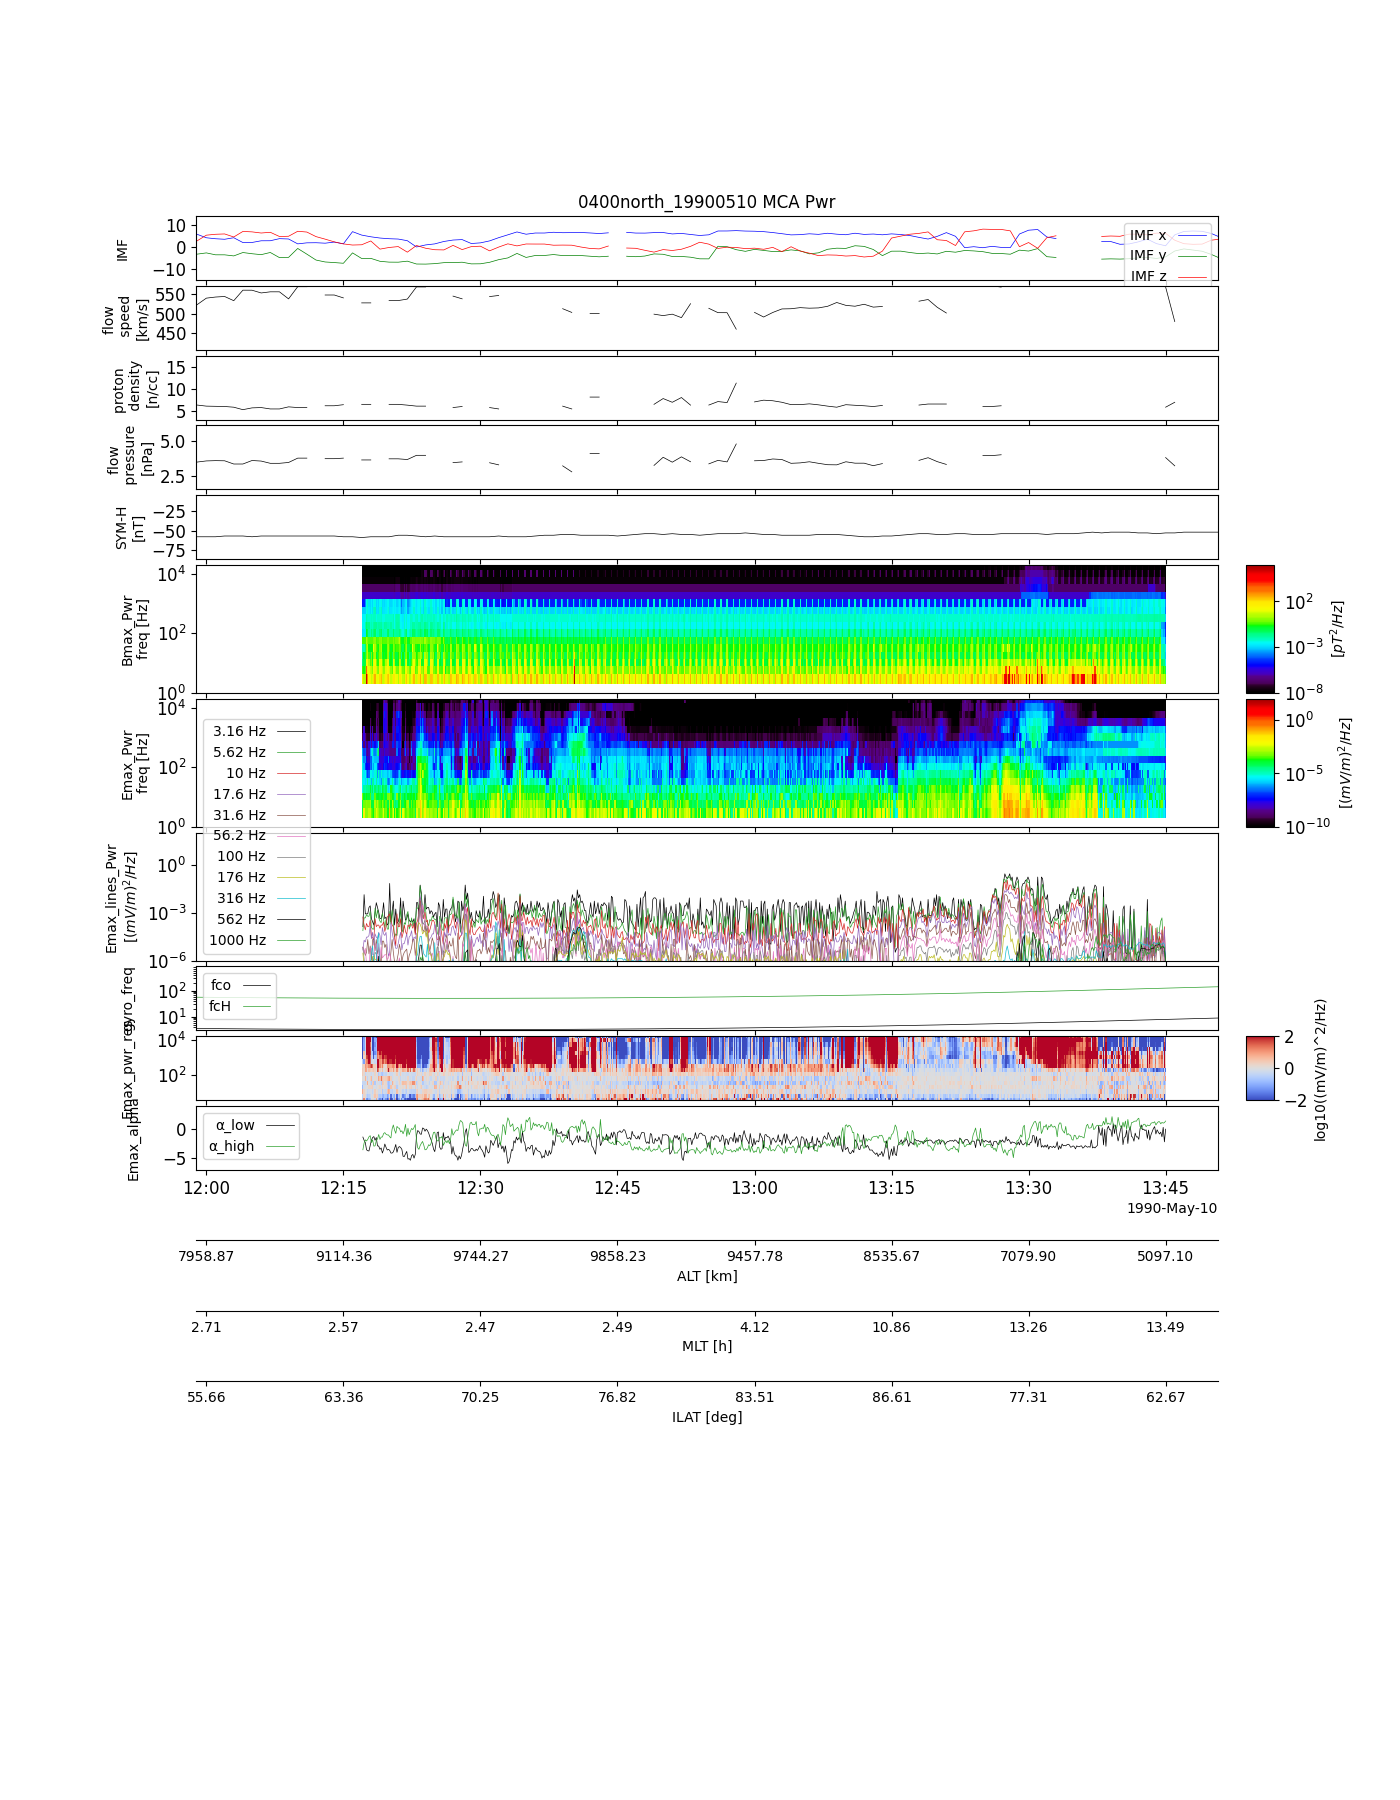 0400north_19900510 MCA Pwr
10
0
−10
IMF
IMF x
IMF y
IMF z
550
500
450
flow
speed
[km/s]
15
10
5
proton
density
[n/cc]
5.0
2.5
flow
pressure
[nPa]
−25
−50
−75
SYM-H
[nT]
10^4
10^2
10^0
Bmax_Pwr
freq [Hz]
10^2
10^-3
10^-8
[pT^2/Hz]
10^4
10^2
10^0
Emax_Pwr
freq [Hz]
10^0
10^-5
10^-10
[(mV/m)^2/Hz]
3.16 Hz
5.62 Hz
10 Hz
17.6 Hz
31.6 Hz
56.2 Hz
100 Hz
176 Hz
316 Hz
562 Hz
1000 Hz
10^0
10^-3
10^-6
Emax_lines_Pwr
[(mV/m)^2/Hz]
10^2
10^1
gyro_freq
fco
fcH
10^4
10^2
Emax_pwr_res
2
0
−2
log10((mV/m)^2/Hz)
0
−5
Emax_alpha
α_low
α_high
12:00 12:15 12:30 12:45 13:00 13:15 13:30 13:45
1990-May-10
7958.87 9114.36 9744.27 9858.23 9457.78 8535.67 7079.90 5097.10
ALT [km]
2.71 2.57 2.47 2.49 4.12 10.86 13.26 13.49
MLT [h]
55.66 63.36 70.25 76.82 83.51 86.61 77.31 62.67
ILAT [deg]